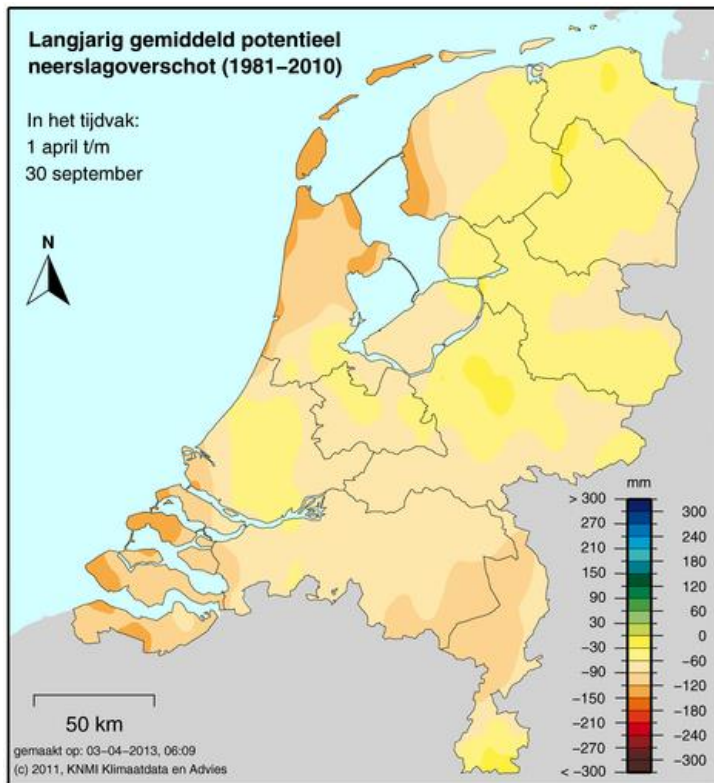 Langjarig gemiddeld potentieel
neerslagoverschot (1981–2010)
In het tijdvak:
1 april t/m
30 september
N
mm
> 300
300
270
240
210
180
150
120
90
60
30
0
−30
−60
−90
−120
−150
−180
−210
−240
−270
−300
< −300
50 km
gemaakt op: 03−04−2013, 06:09
(c) 2011, KNMI Klimaatdata en Advies